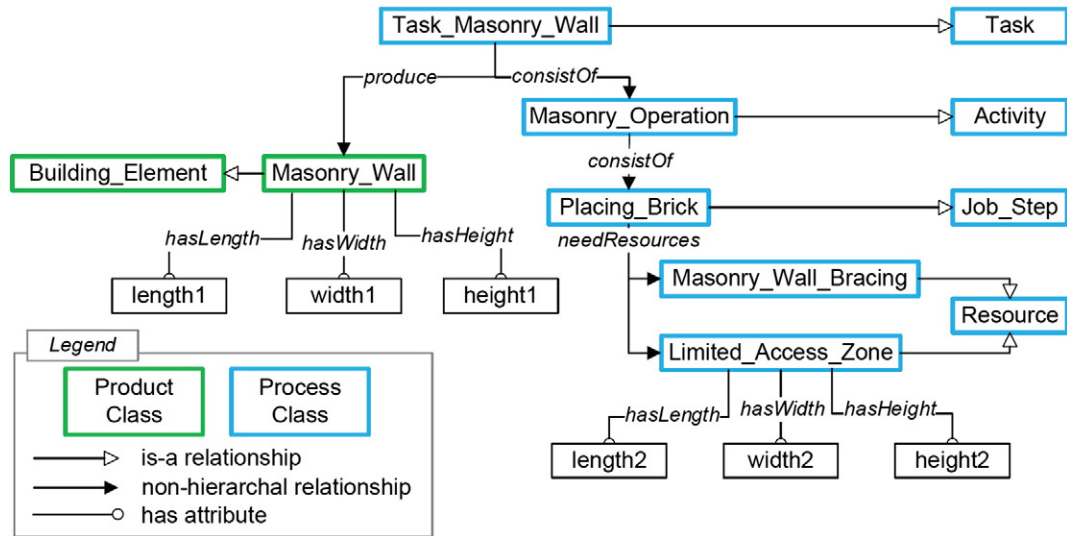 Task_Masonry_Wall
Task
produce
consistOf
Masonry_Operation
Activity
consistOf
Building_Element
Masonry_Wall
Placing_Brick
Job_Step
hasLength
hasWidth
hasHeight
needResources
length1
width1
height1
Masonry_Wall_Bracing
Resource
Limited_Access_Zone
hasLength
hasWidth
hasHeight
length2
width2
height2
Legend
Product
Class
Process
Class
is-a relationship
non-hierarchal relationship
has attribute